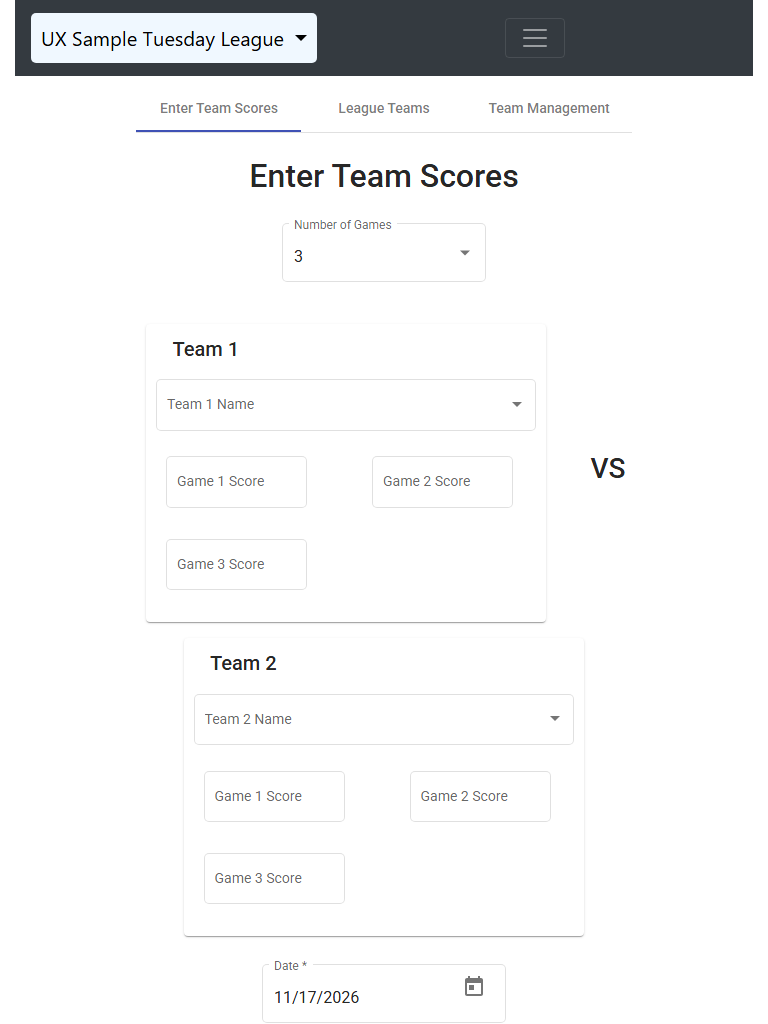 UX Sample Tuesday League
Enter Team Scores
League Teams
Team Management
Enter Team Scores
Number of Games
3
Team 1
Team 1 Name
Game 1 Score
Game 2 Score
Game 3 Score
VS
Team 2
Team 2 Name
Game 1 Score
Game 2 Score
Game 3 Score
Date *
11/17/2026